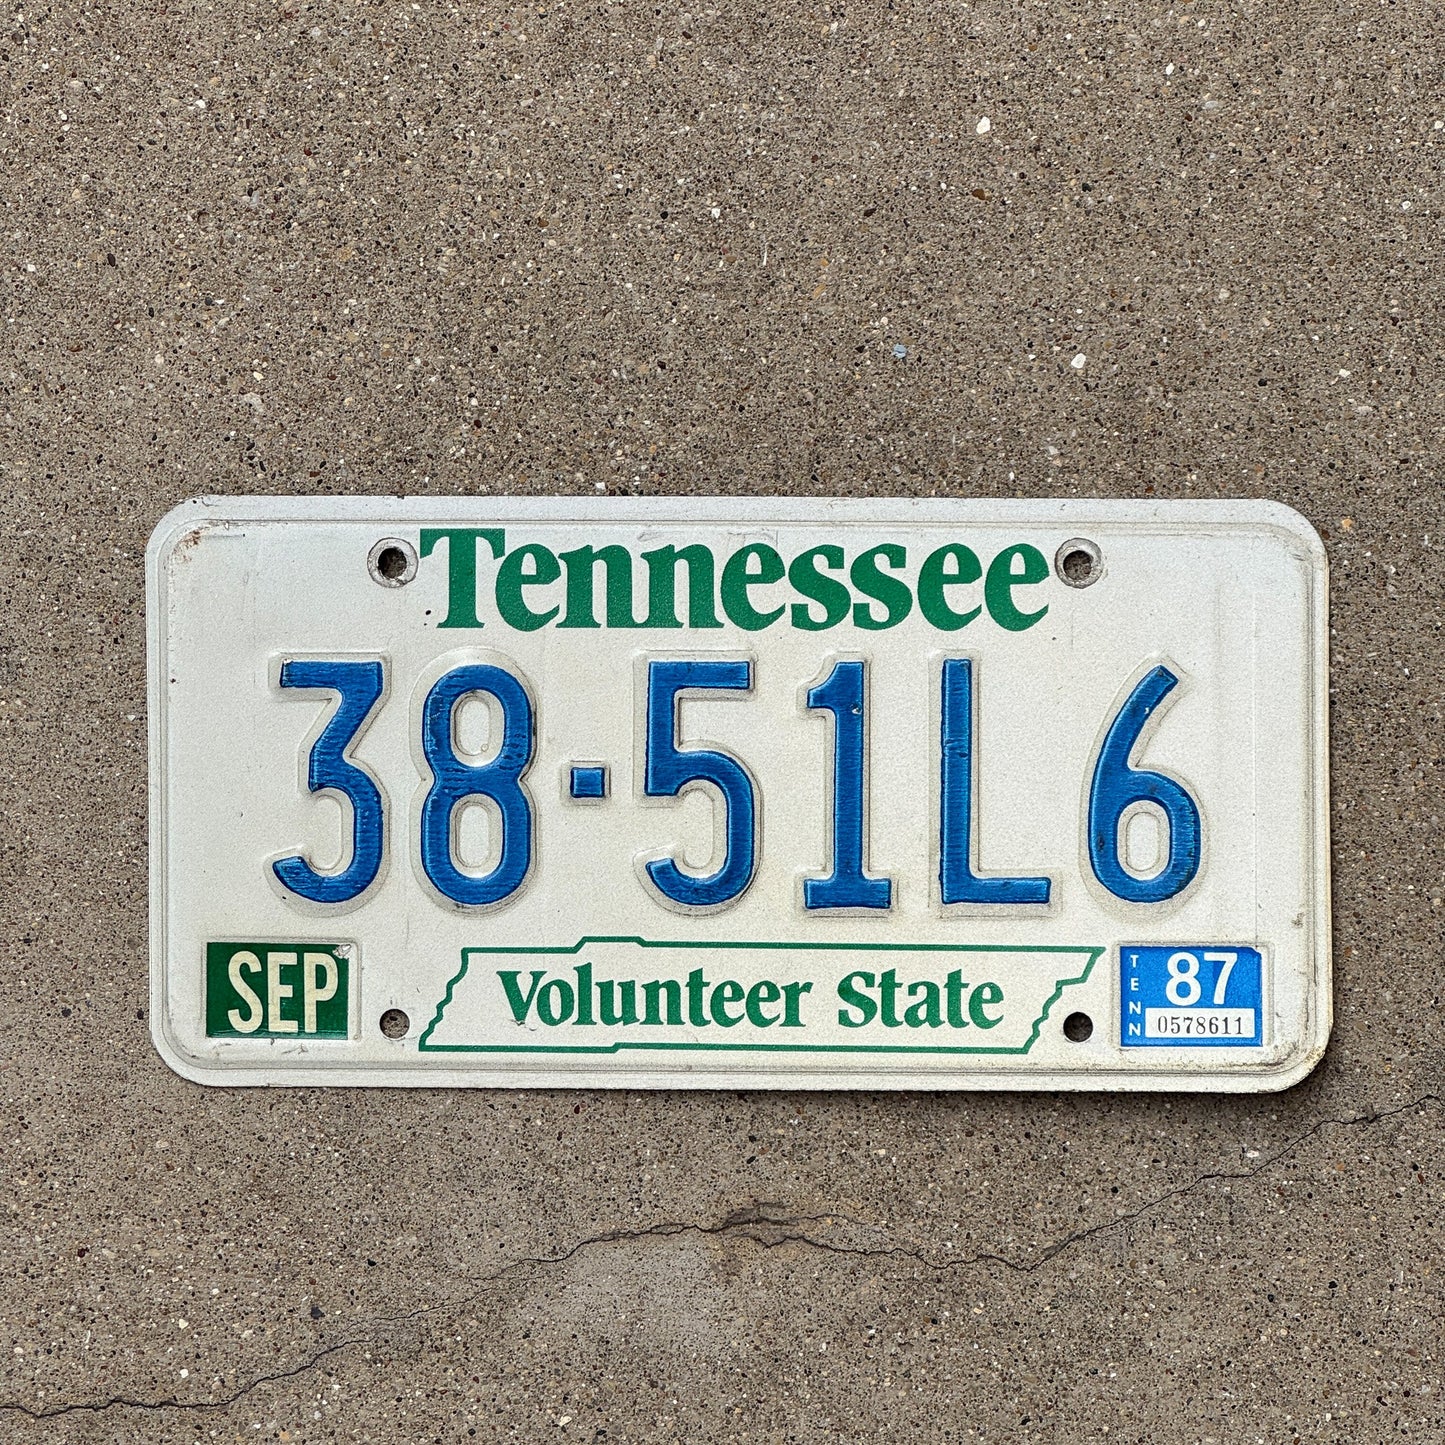 Tennessee
38-51L6
SEP
Volunteer State
TENN
87
0578611